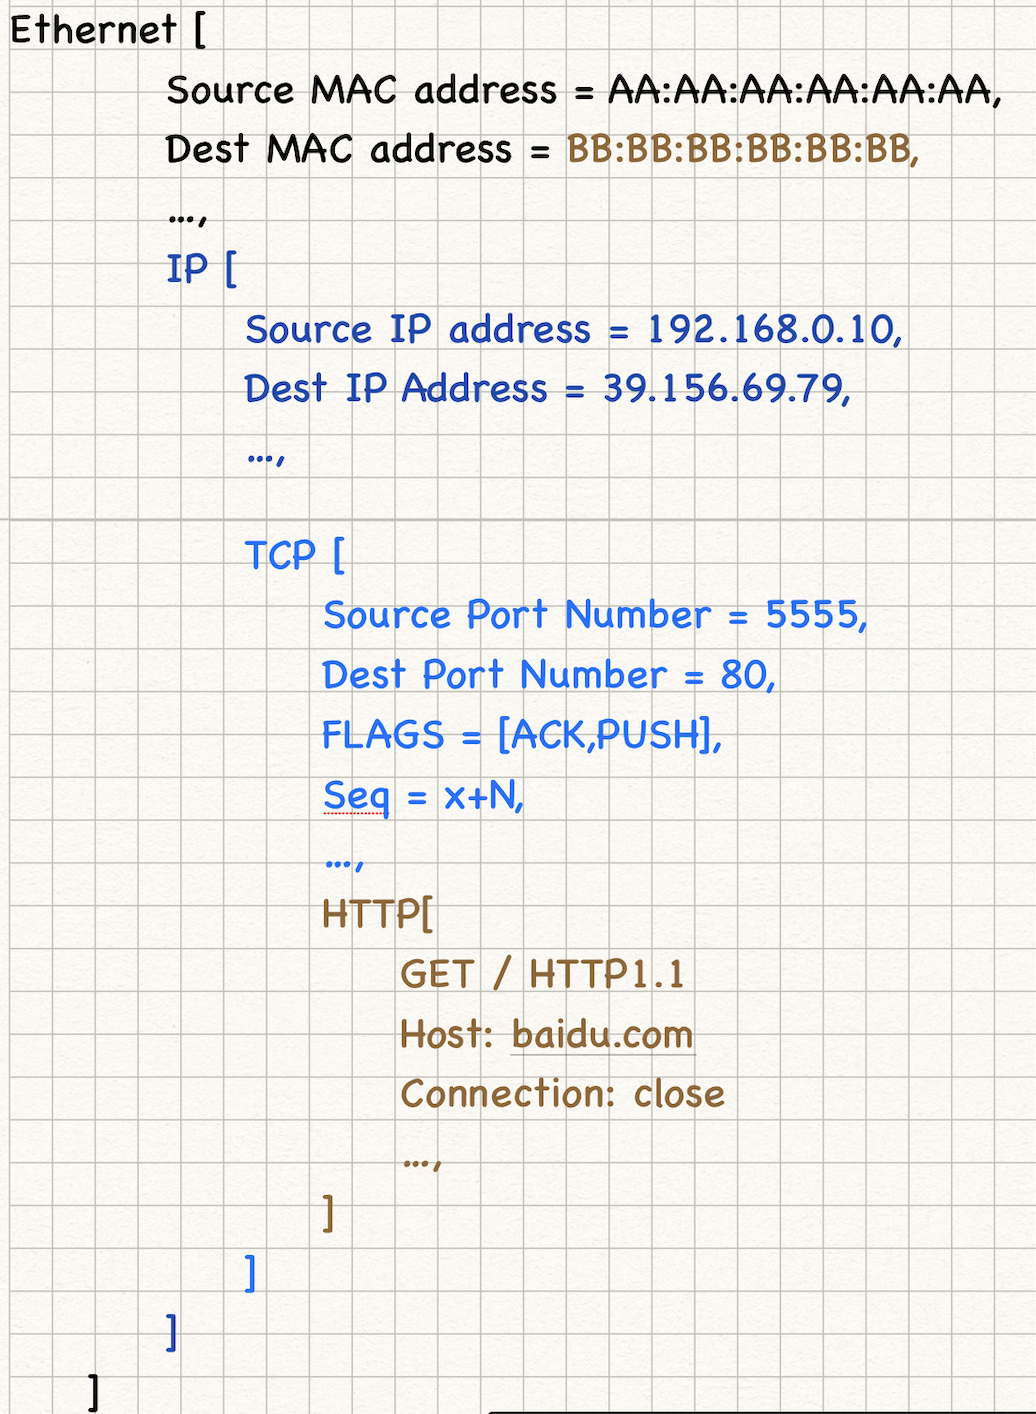 Ethernet [
Source MAC address = AA:AA:AA:AA:AA:AA,
Dest MAC address = BB:BB:BB:BB:BB:BB,
...,
IP [
Source IP address = 192.168.0.10,
Dest IP Address = 39.156.69.79,
...,
TCP [
Source Port Number = 5555,
Dest Port Number = 80,
FLAGS = [ACK,PUSH],
Seq = x+N,
...,
HTTP[
GET / HTTP1.1
Host: baidu.com
Connection: close
...,
]
]
]
]